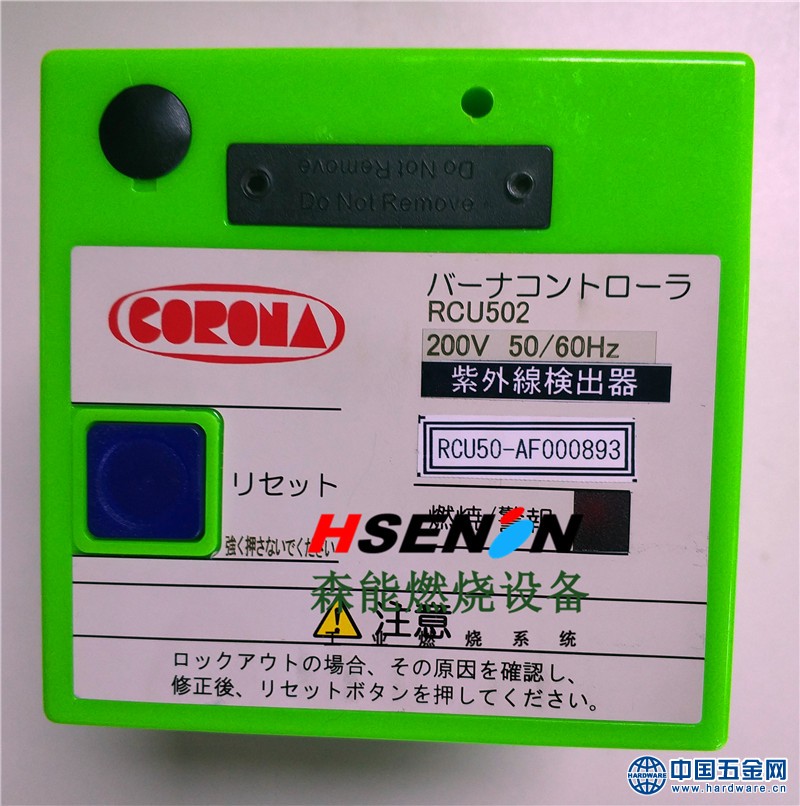 Do Not Remove
Do Not Remove
CORONA
バーナコントローラ
RCU502
200V 50/60Hz
紫外線検出器
RCU50-AF000893
リセット
強く押さないでください
燃焼/警報
HSENON
森能燃烧设备
注意
工业燃烧系统
ロックアウトの場合、その原因を確認し、
修正後、リセットボタンを押してください。
HARDWARE
中国五金网
www.hardware.cn